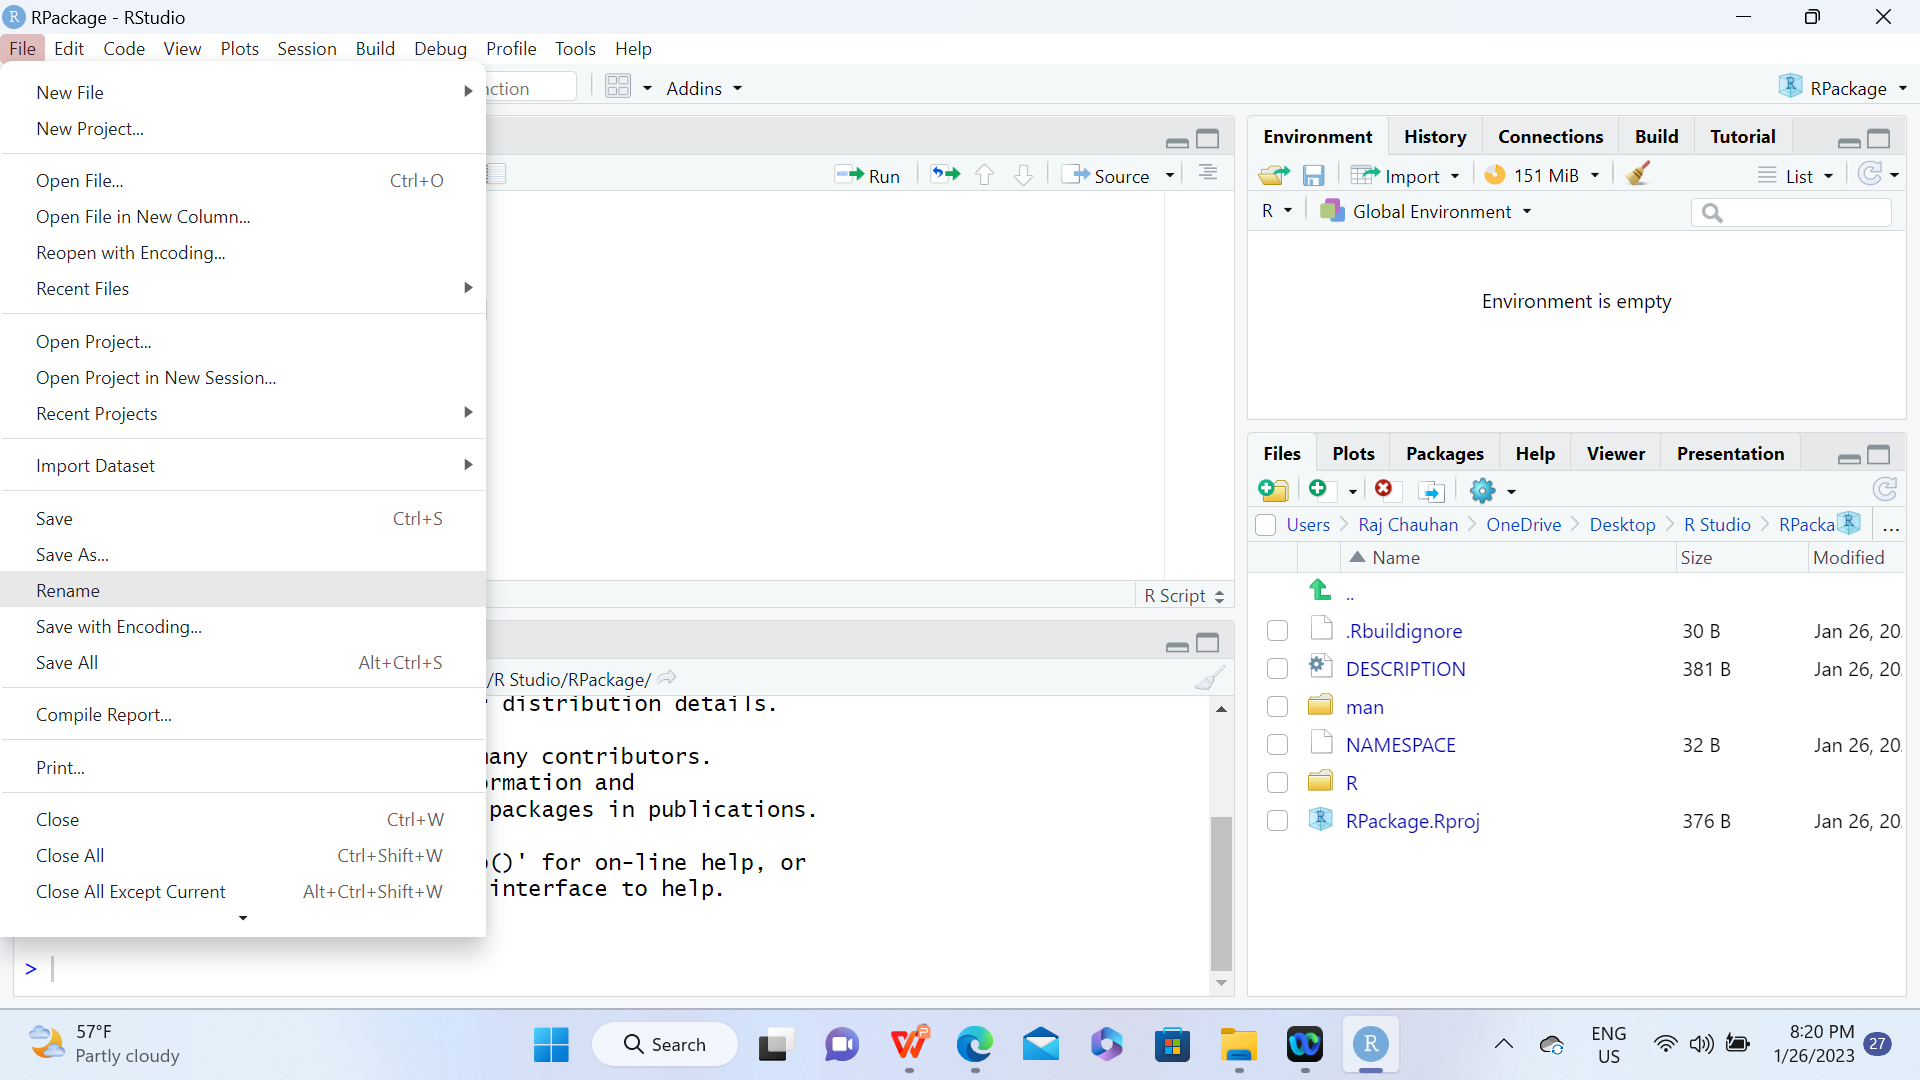 RPackage - RStudio
File Edit Code View Plots Session Build Debug Profile Tools Help
Addins
RPackage
New File
New Project...
Open File... Ctrl+O
Open File in New Column...
Reopen with Encoding...
Recent Files
Open Project...
Open Project in New Session...
Recent Projects
Import Dataset
Save Ctrl+S
Save As...
Rename
Save with Encoding...
Save All Alt+Ctrl+S
Compile Report...
Print...
Close Ctrl+W
Close All Ctrl+Shift+W
Close All Except Current Alt+Ctrl+Shift+W
Run Source
R Script
/R Studio/RPackage/
distribution details.
contributors.
and
packages in publications.
()' for on-line help, or
interface to help.
>
Environment History Connections Build Tutorial
Import 151 MiB List
R Global Environment
Environment is empty
Files Plots Packages Help Viewer Presentation
Users Raj Chauhan OneDrive Desktop R Studio RPacka ...
Name Size Modified
..
.Rbuildignore 30 B Jan 26, 20
DESCRIPTION 381 B Jan 26, 20
man
NAMESPACE 32 B Jan 26, 20
R
RPackage.Rproj 376 B Jan 26, 20
57°F
Partly cloudy
Search
ENG
US
8:20 PM
1/26/2023
27